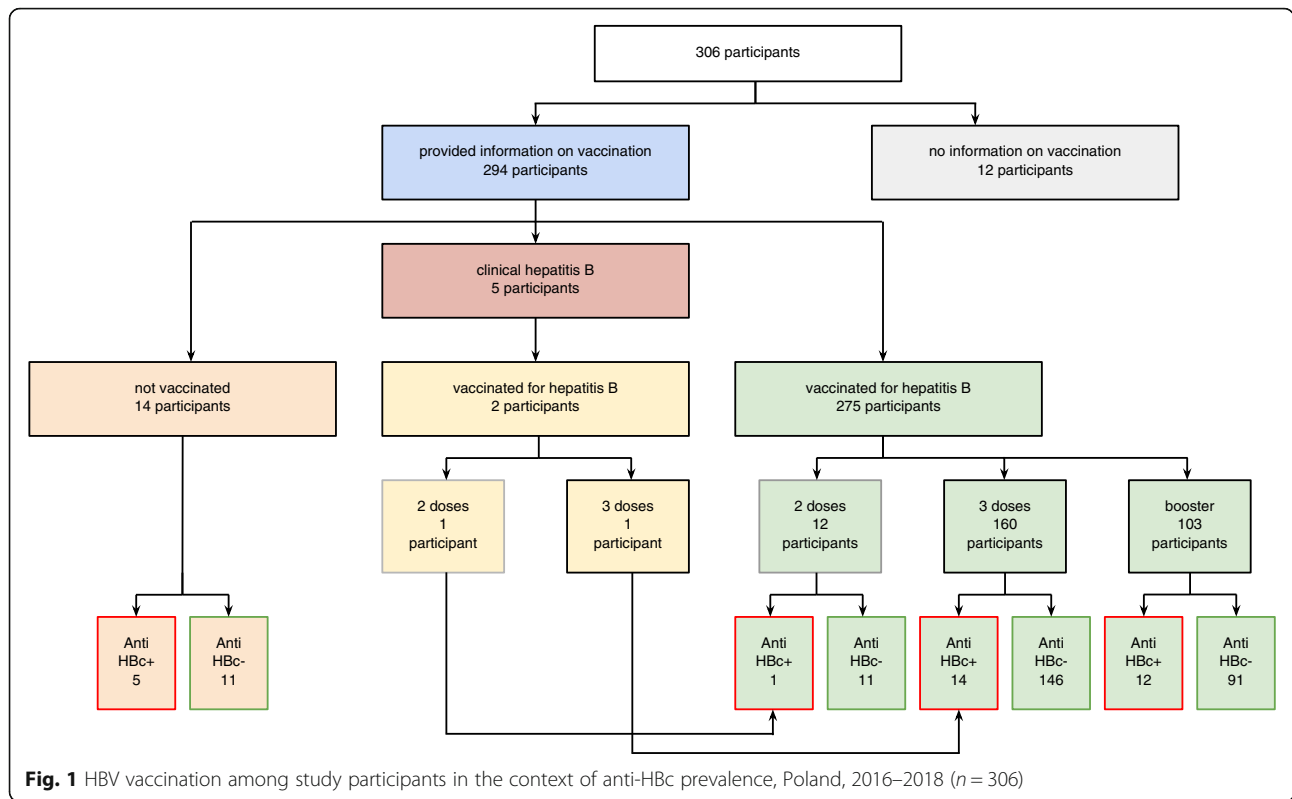 306 participants
provided information on vaccination
294 participants
no information on vaccination
12 participants
clinical hepatitis B
5 participants
not vaccinated
14 participants
vaccinated for hepatitis B
2 participants
vaccinated for hepatitis B
275 participants
2 doses
1
participant
3 doses
1
participant
2 doses
12
participants
3 doses
160
participants
booster
103
participants
Anti
HBc+
5
Anti
HBc-
11
Anti
HBc+
1
Anti
HBc-
11
Anti
HBc+
14
Anti
HBc-
146
Anti
HBc+
12
Anti
HBc-
91
Fig. 1 HBV vaccination among study participants in the context of anti-HBc prevalence, Poland, 2016–2018 (n = 306)